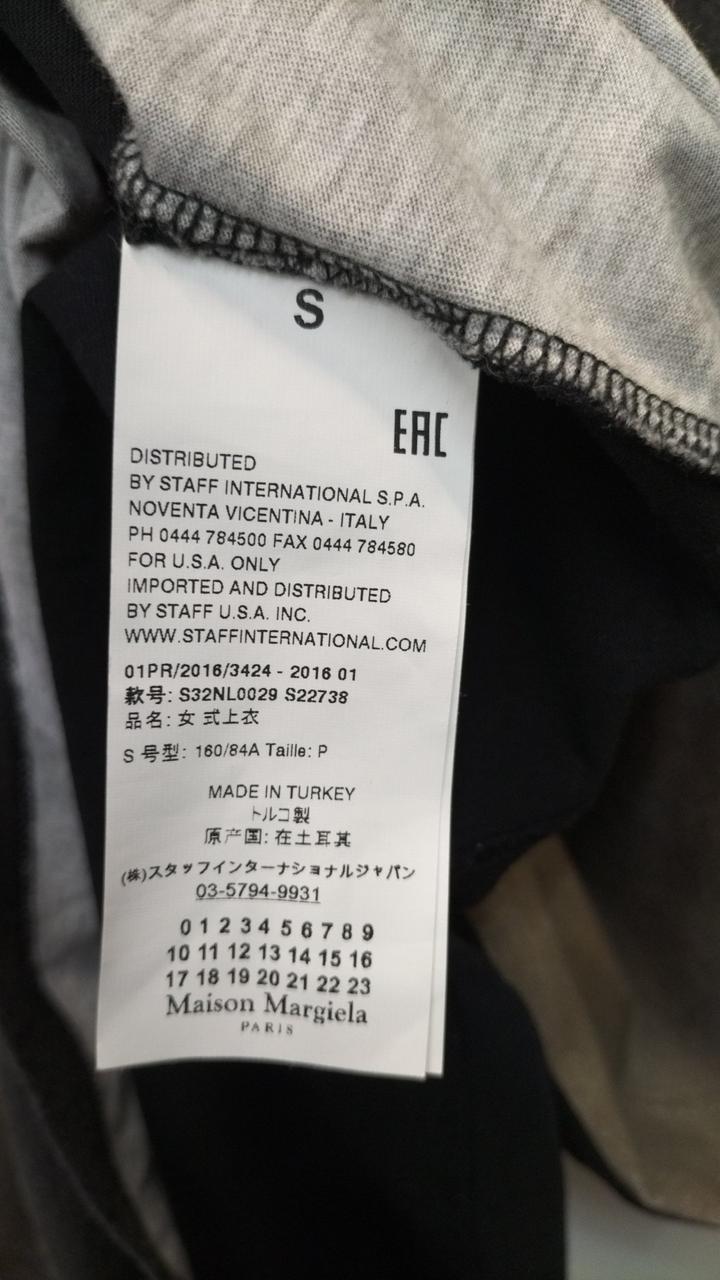 S
EAC
DISTRIBUTED
BY STAFF INTERNATIONAL S.P.A.
NOVENTA VICENTINA - ITALY
PH 0444 784500 FAX 0444 784580
FOR U.S.A. ONLY
IMPORTED AND DISTRIBUTED
BY STAFF U.S.A. INC.
WWW.STAFFINTERNATIONAL.COM
01PR/2016/3424 - 2016 01
款号: S32NL0029 S22738
品名: 女 式上衣
S 号型: 160/84A Taille: P
MADE IN TURKEY
トルコ製
原产国: 在土耳其
(株)スタッフインターナショナルジャパン
03-5794-9931
0 1 2 3 4 5 6 7 8 9
10 11 12 13 14 15 16
17 18 19 20 21 22 23
Maison Margiela
PARIS